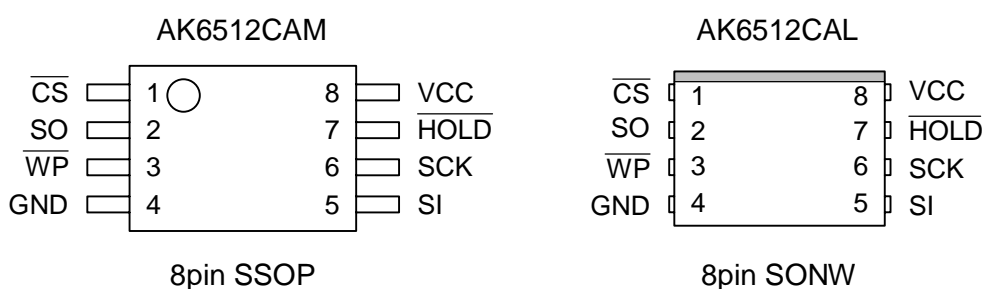 AK6512CAM
CS 1 8 VCC
SO 2 7 HOLD
WP 3 6 SCK
GND 4 5 SI
8pin SSOP
AK6512CAL
CS 1 8 VCC
SO 2 7 HOLD
WP 3 6 SCK
GND 4 5 SI
8pin SONW